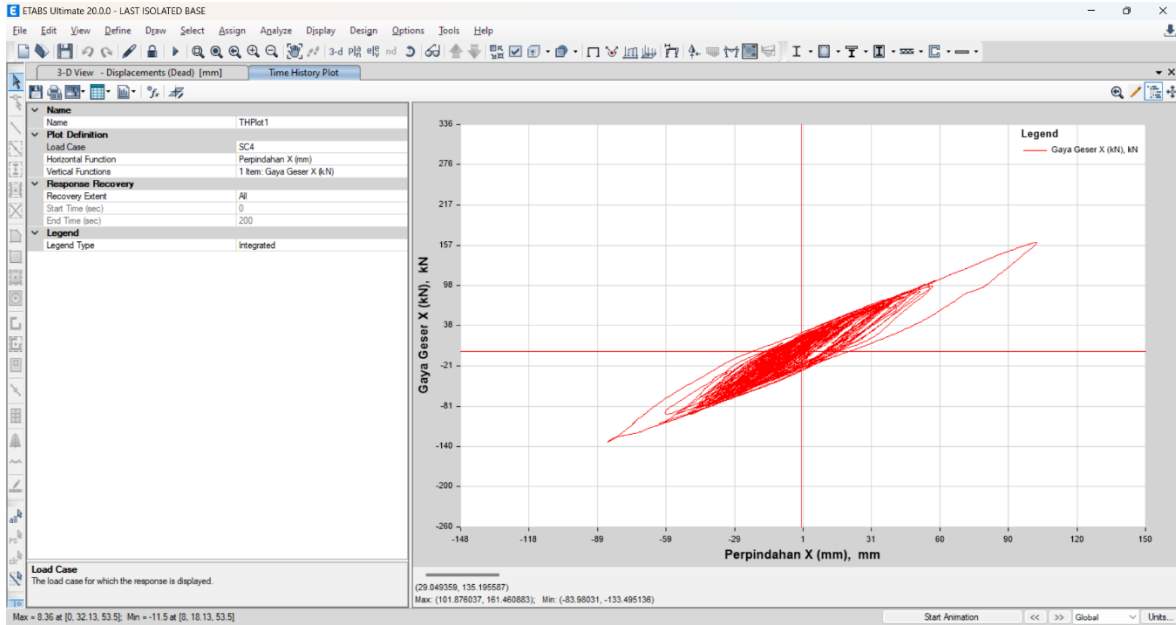 ETABS Ultimate 20.0.0 - LAST ISOLATED BASE
File Edit View Define Draw Select Assign Analyze Display Design Options Tools Help
3-d
nd
3-D View - Displacements (Dead) [mm] Time History Plot
Name
Name THPlot1
Plot Definition
Load Case SC4
Horizontal Function Perpindahan X (mm)
Vertical Functions 1 Item: Gaya Geser X (kN)
Response Recovery
Recovery Extent All
Start Time (sec) 0
End Time (sec) 200
Legend
Legend Type Integrated
Load Case
The load case for which the response is displayed.
Legend
Gaya Geser X (kN), kN
336
276
217
157
98
38
-21
-81
-140
-200
-260
Gaya Geser X (kN), kN
-148 -118 -89 -59 -29 1 31 60 90 120 150
Perpindahan X (mm), mm
(29.049359, 135.195587)
Max: (101.876037, 161.460883); Min: (-83.98031, -133.495136)
Max = 8.36 at [0, 32.13, 53.5]; Min = -11.5 at [8, 18.13, 53.5] Start Animation << >> Global Units...